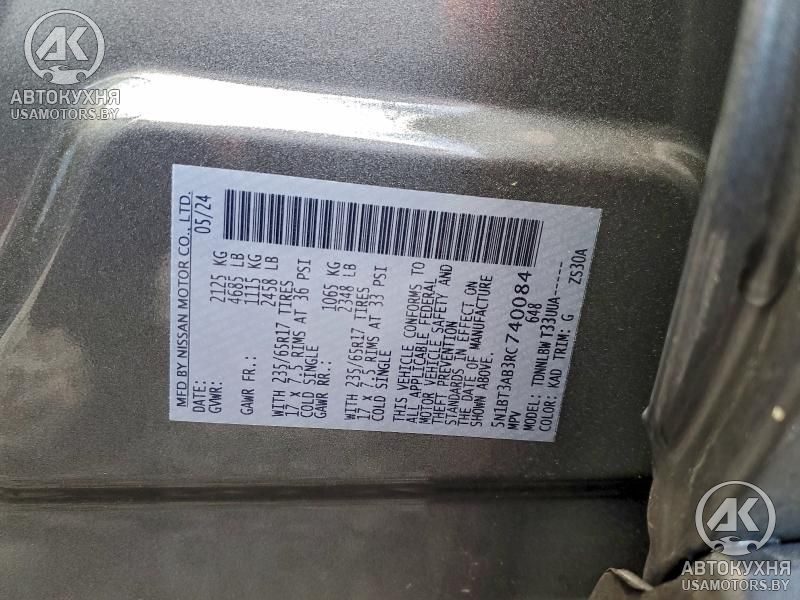 AK
АВТОКУХНЯ
USAMOTORS.BY
MFD BY NISSAN MOTOR CO., LTD.
DATE: 05/24
GVWR: 2125 KG
4685 LB
GAWR FR.: 1115 KG
2458 LB
WITH 235/65R17 TIRES
17 X 7.5 RIMS AT 36 PSI
COLD SINGLE
GAWR RR.: 1065 KG
2348 LB
WITH 235/65R17 TIRES
17 X 7.5 RIMS AT 33 PSI
COLD SINGLE
THIS VEHICLE CONFORMS TO
ALL APPLICABLE FEDERAL
MOTOR VEHICLE SAFETY AND
THEFT PREVENTION
STANDARDS IN EFFECT ON
THE DATE OF MANUFACTURE
SHOWN ABOVE.
5N1BT3AB3RC740084
MPV 648
MODEL: TDWNLBW T33UUA------
COLOR: KAD TRIM: G ZS30A
AK
АВТОКУХНЯ
USAMOTORS.BY